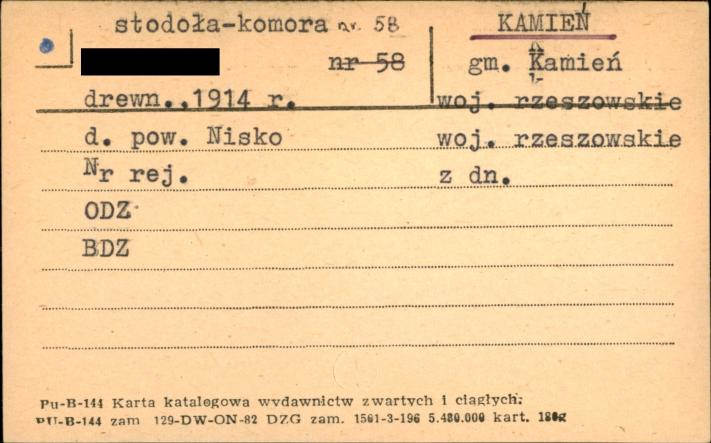 stodoła-komora nr. 58
KAMIEŃ
nr 58
gm. Kamień
drewn., 1914 r.
woj. rzeszowskie
d. pow. Nisko
woj. rzeszowskie
Nr rej.
z dn.
ODZ
BDZ
Pu-B-144 Karta katalogowa wydawnictw zwartych i ciągłych.
PU-B-144 zam 129-DW-ON-82 DZG zam. 1501-3-196 5.480.000 kart. 180g